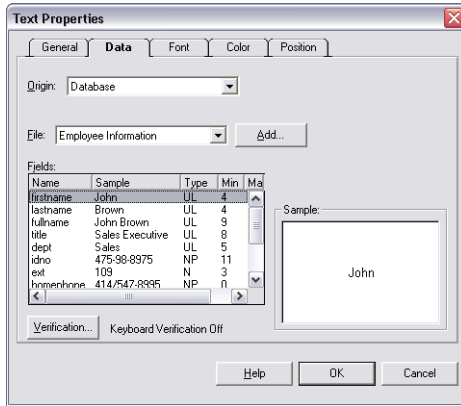 Text Properties
General Data Font Color Position
Origin: Database
File: Employee Information Add...
Fields:
Name Sample Type Min Ma
firstname John UL 4
lastname Brown UL 4
fullname John Brown UL 9
title Sales Executive UL 8
dept Sales UL 5
idno 475-98-8975 NP 11
ext 109 N 3
homephone 414/547-8995 NP 0
Sample:
John
Verification... Keyboard Verification Off
Help OK Cancel